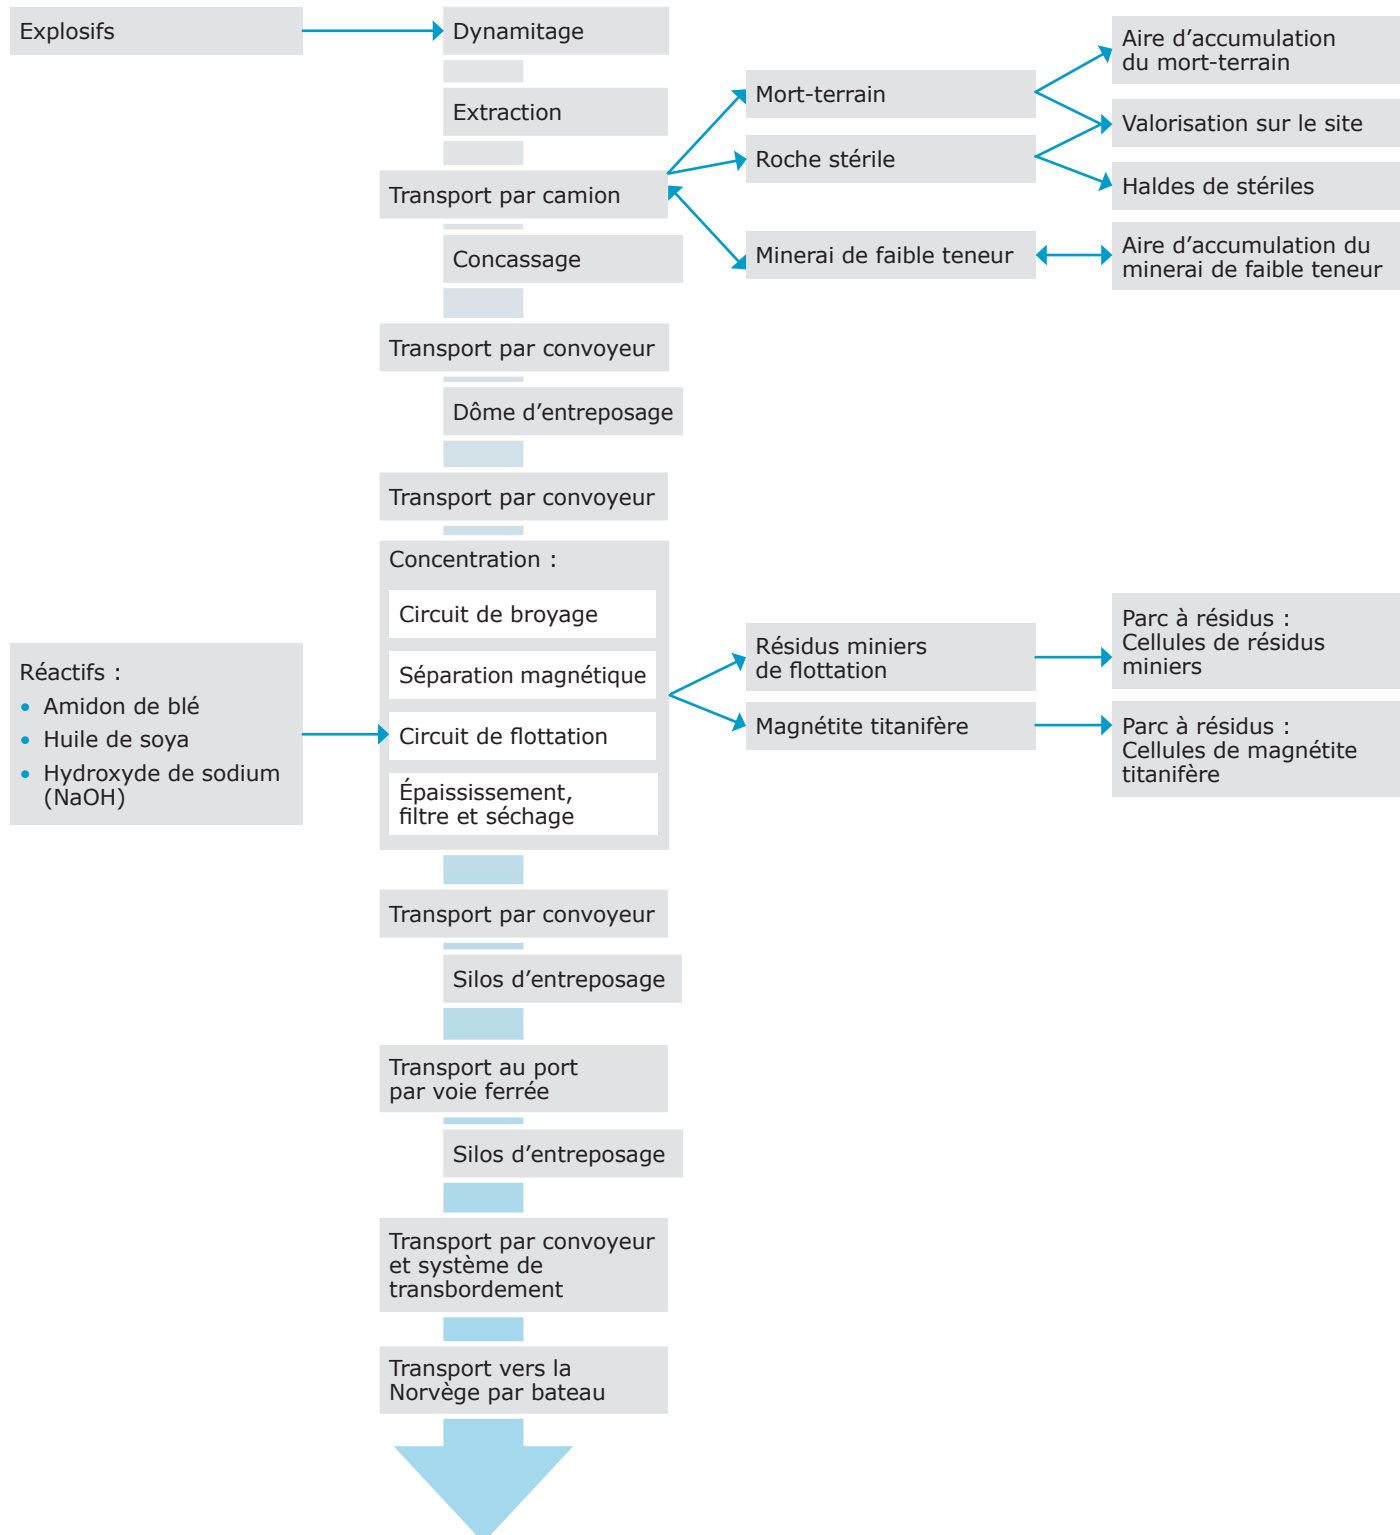 Explosifs
Dynamitage
Extraction
Transport par camion
Mort-terrain
Roche stérile
Minerai de faible teneur
Aire d’accumulation
du mort-terrain
Valorisation sur le site
Haldes de stériles
Aire d’accumulation du
minerai de faible teneur
Concassage
Transport par convoyeur
Dôme d’entreposage
Transport par convoyeur
Concentration :
Circuit de broyage
Séparation magnétique
Circuit de flottation
Épaississement,
filtre et séchage
Réactifs :
• Amidon de blé
• Huile de soya
• Hydroxyde de sodium
(NaOH)
Résidus miniers
de flottation
Magnétite titanifère
Parc à résidus :
Cellules de résidus
miniers
Parc à résidus :
Cellules de magnétite
titanifère
Transport par convoyeur
Silos d’entreposage
Transport au port
par voie ferrée
Silos d’entreposage
Transport par convoyeur
et système de
transbordement
Transport vers la
Norvège par bateau